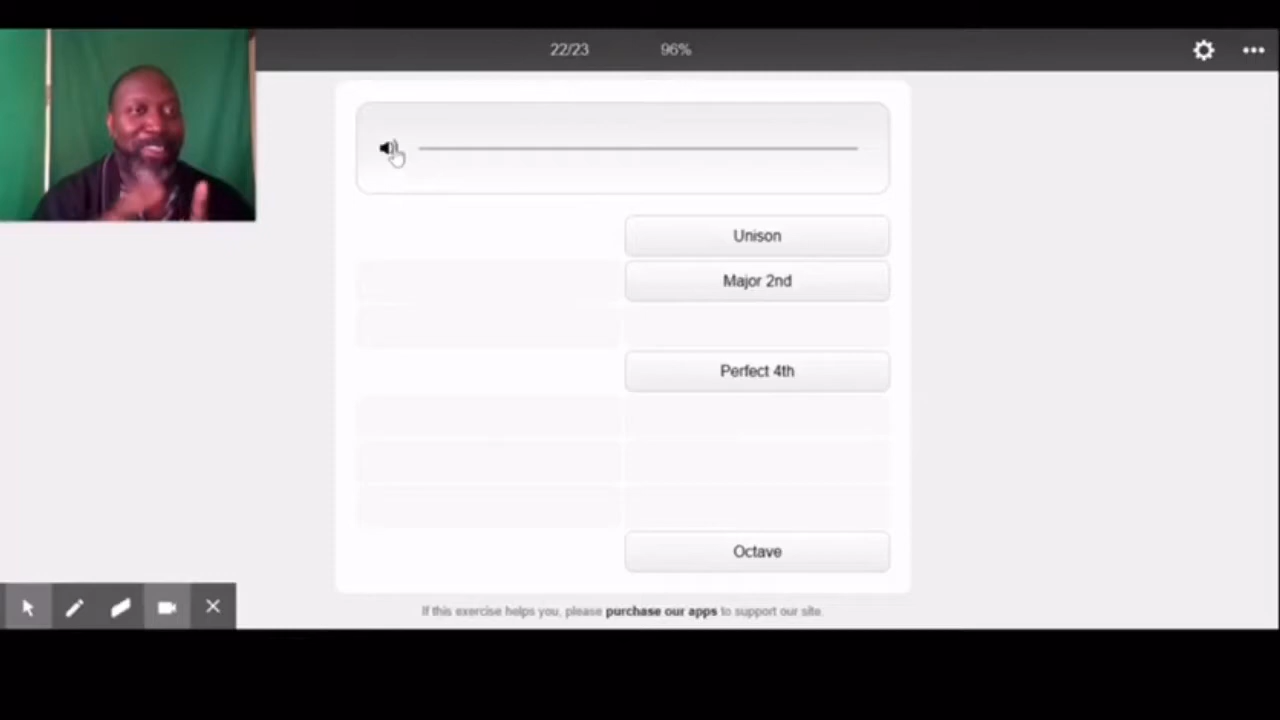 22/23 96%
Unison
Major 2nd
Perfect 4th
Octave
If this exercise helps you, please purchase our apps to support our site.